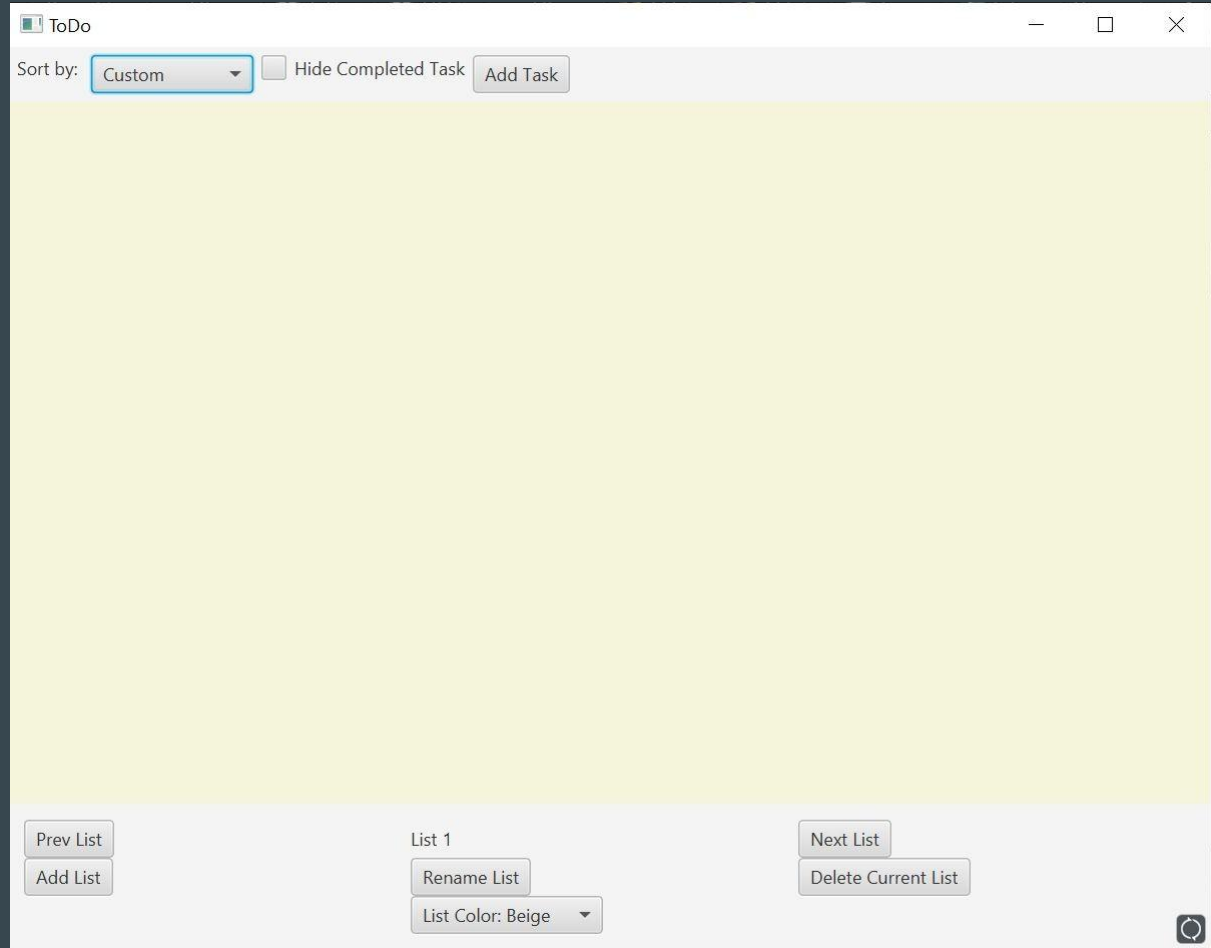 ToDo
Sort by: Custom Hide Completed Task Add Task
Prev List List 1 Next List
Add List Rename List Delete Current List
List Color: Beige